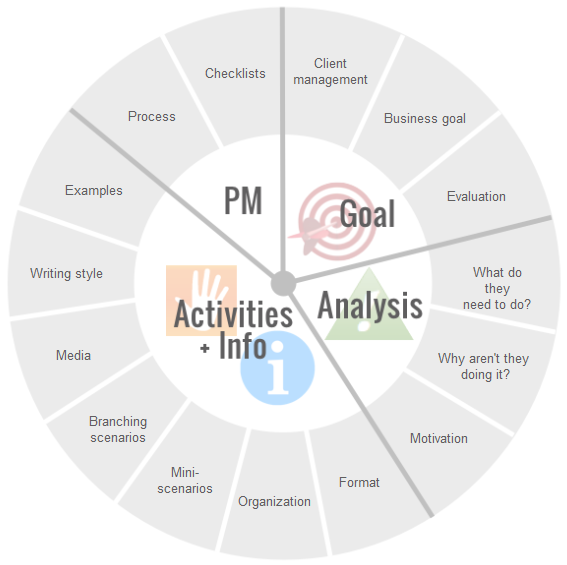 Checklists
Client
management
Process
Business goal
Examples
PM
Goal
Evaluation
Writing style
Activities
+ Info
Analysis
What do
they
need to do?
Media
Why aren't they
doing it?
Branching
scenarios
Motivation
Mini-
scenarios
Organization
Format
i